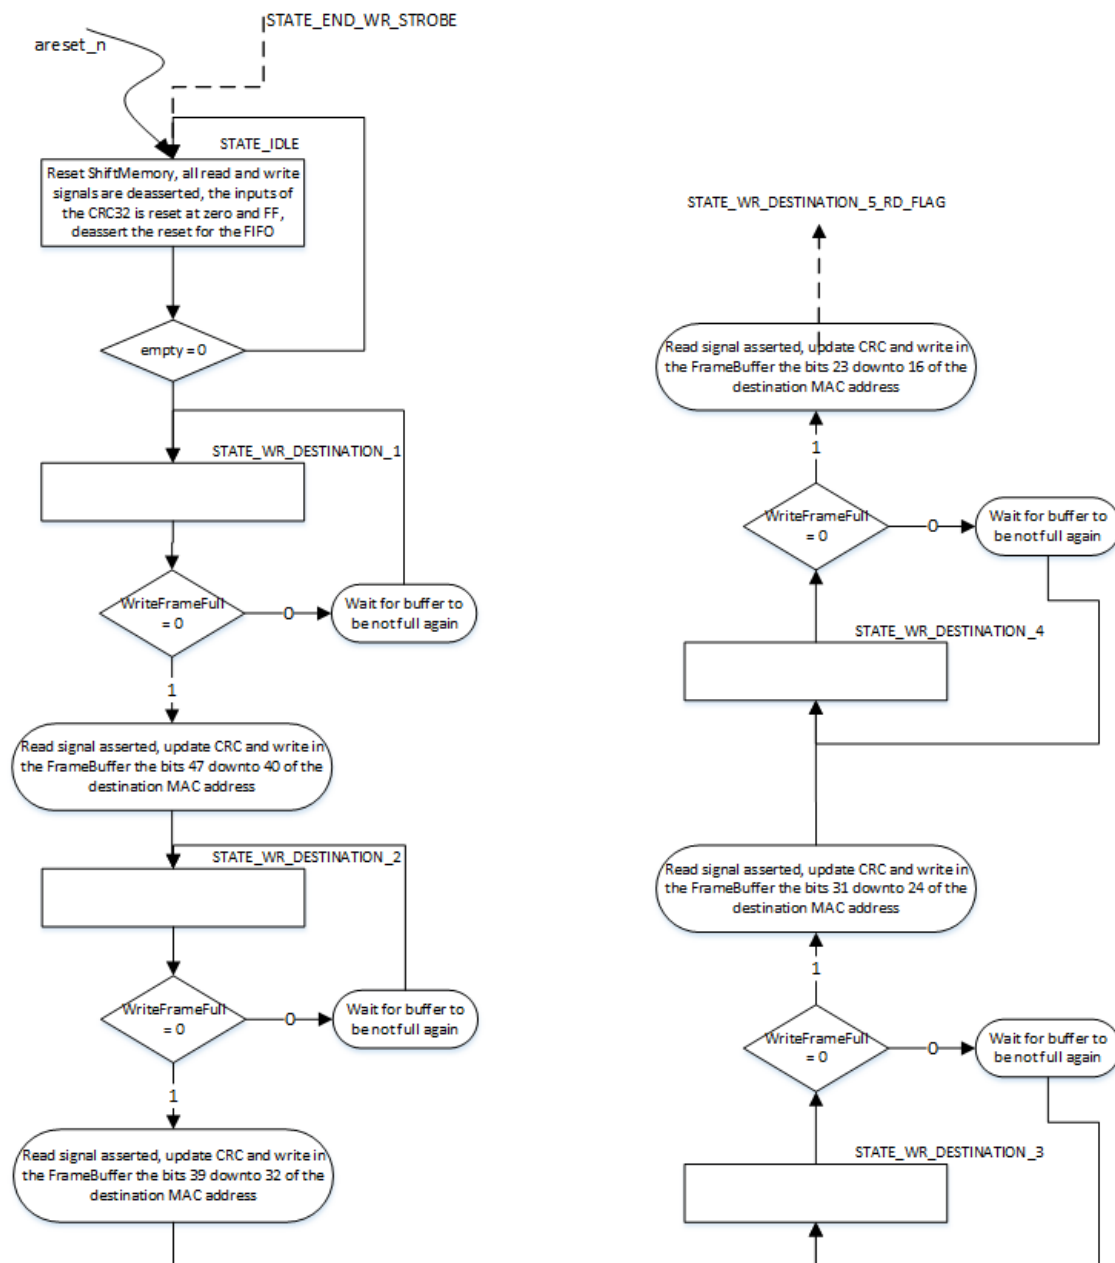 STATE_END_WR_STROBE
areset_n
STATE_IDLE
Reset ShiftMemory, all read and write
signals are deasserted, the inputs of
the CRC32 is reset at zero and FF,
deassert the reset for the FIFO
empty = 0
STATE_WR_DESTINATION_1
WriteFrameFull
= 0
0
Wait for buffer to
be not full again
1
Read signal asserted, update CRC and write in
the FrameBuffer the bits 47 downto 40 of the
destination MAC address
STATE_WR_DESTINATION_2
WriteFrameFull
= 0
0
Wait for buffer to
be not full again
1
Read signal asserted, update CRC and write in
the FrameBuffer the bits 39 downto 32 of the
destination MAC address
STATE_WR_DESTINATION_5_RD_FLAG
Read signal asserted, update CRC and write in
the FrameBuffer the bits 23 downto 16 of the
destination MAC address
1
WriteFrameFull
= 0
0
Wait for buffer to
be not full again
STATE_WR_DESTINATION_4
Read signal asserted, update CRC and write in
the FrameBuffer the bits 31 downto 24 of the
destination MAC address
1
WriteFrameFull
= 0
0
Wait for buffer to
be not full again
STATE_WR_DESTINATION_3